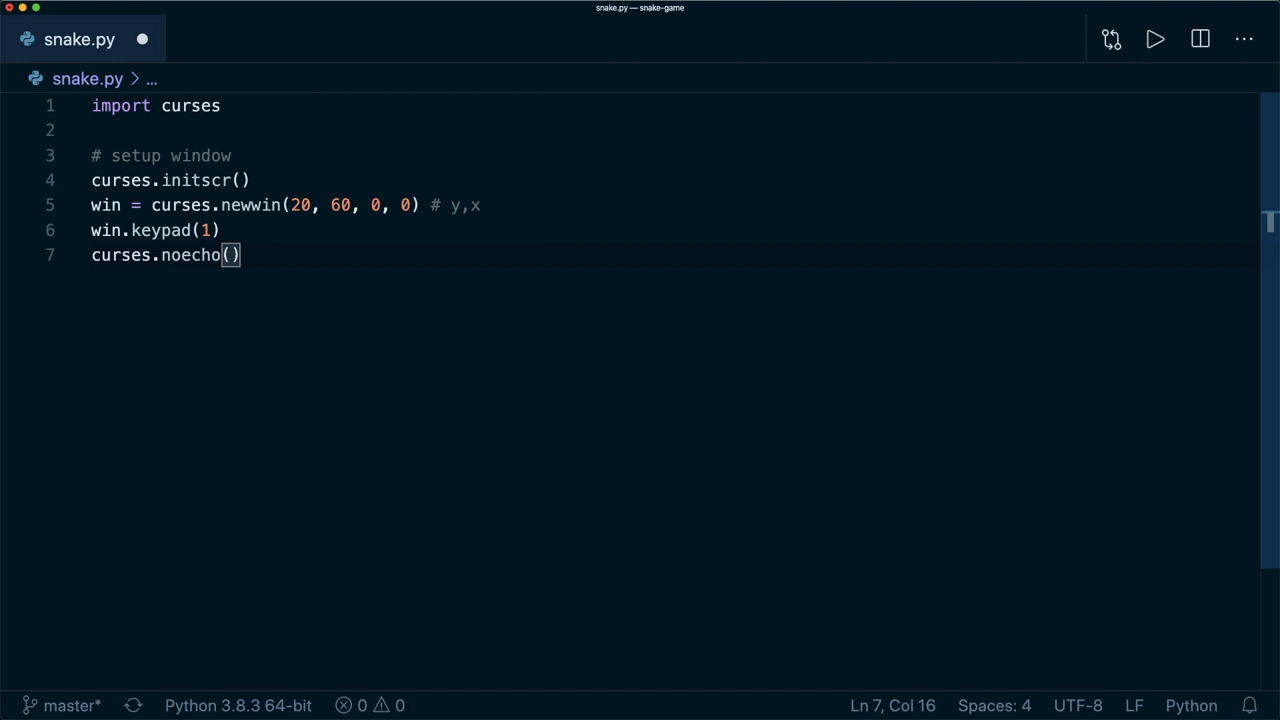 snake.py — snake-game
snake.py
snake.py > ...
1 import curses
2
3 # setup window
4 curses.initscr()
5 win = curses.newwin(20, 60, 0, 0) # y,x
6 win.keypad(1)
7 curses.noecho()
master* Python 3.8.3 64-bit 0 0 Ln 7, Col 16 Spaces: 4 UTF-8 LF Python